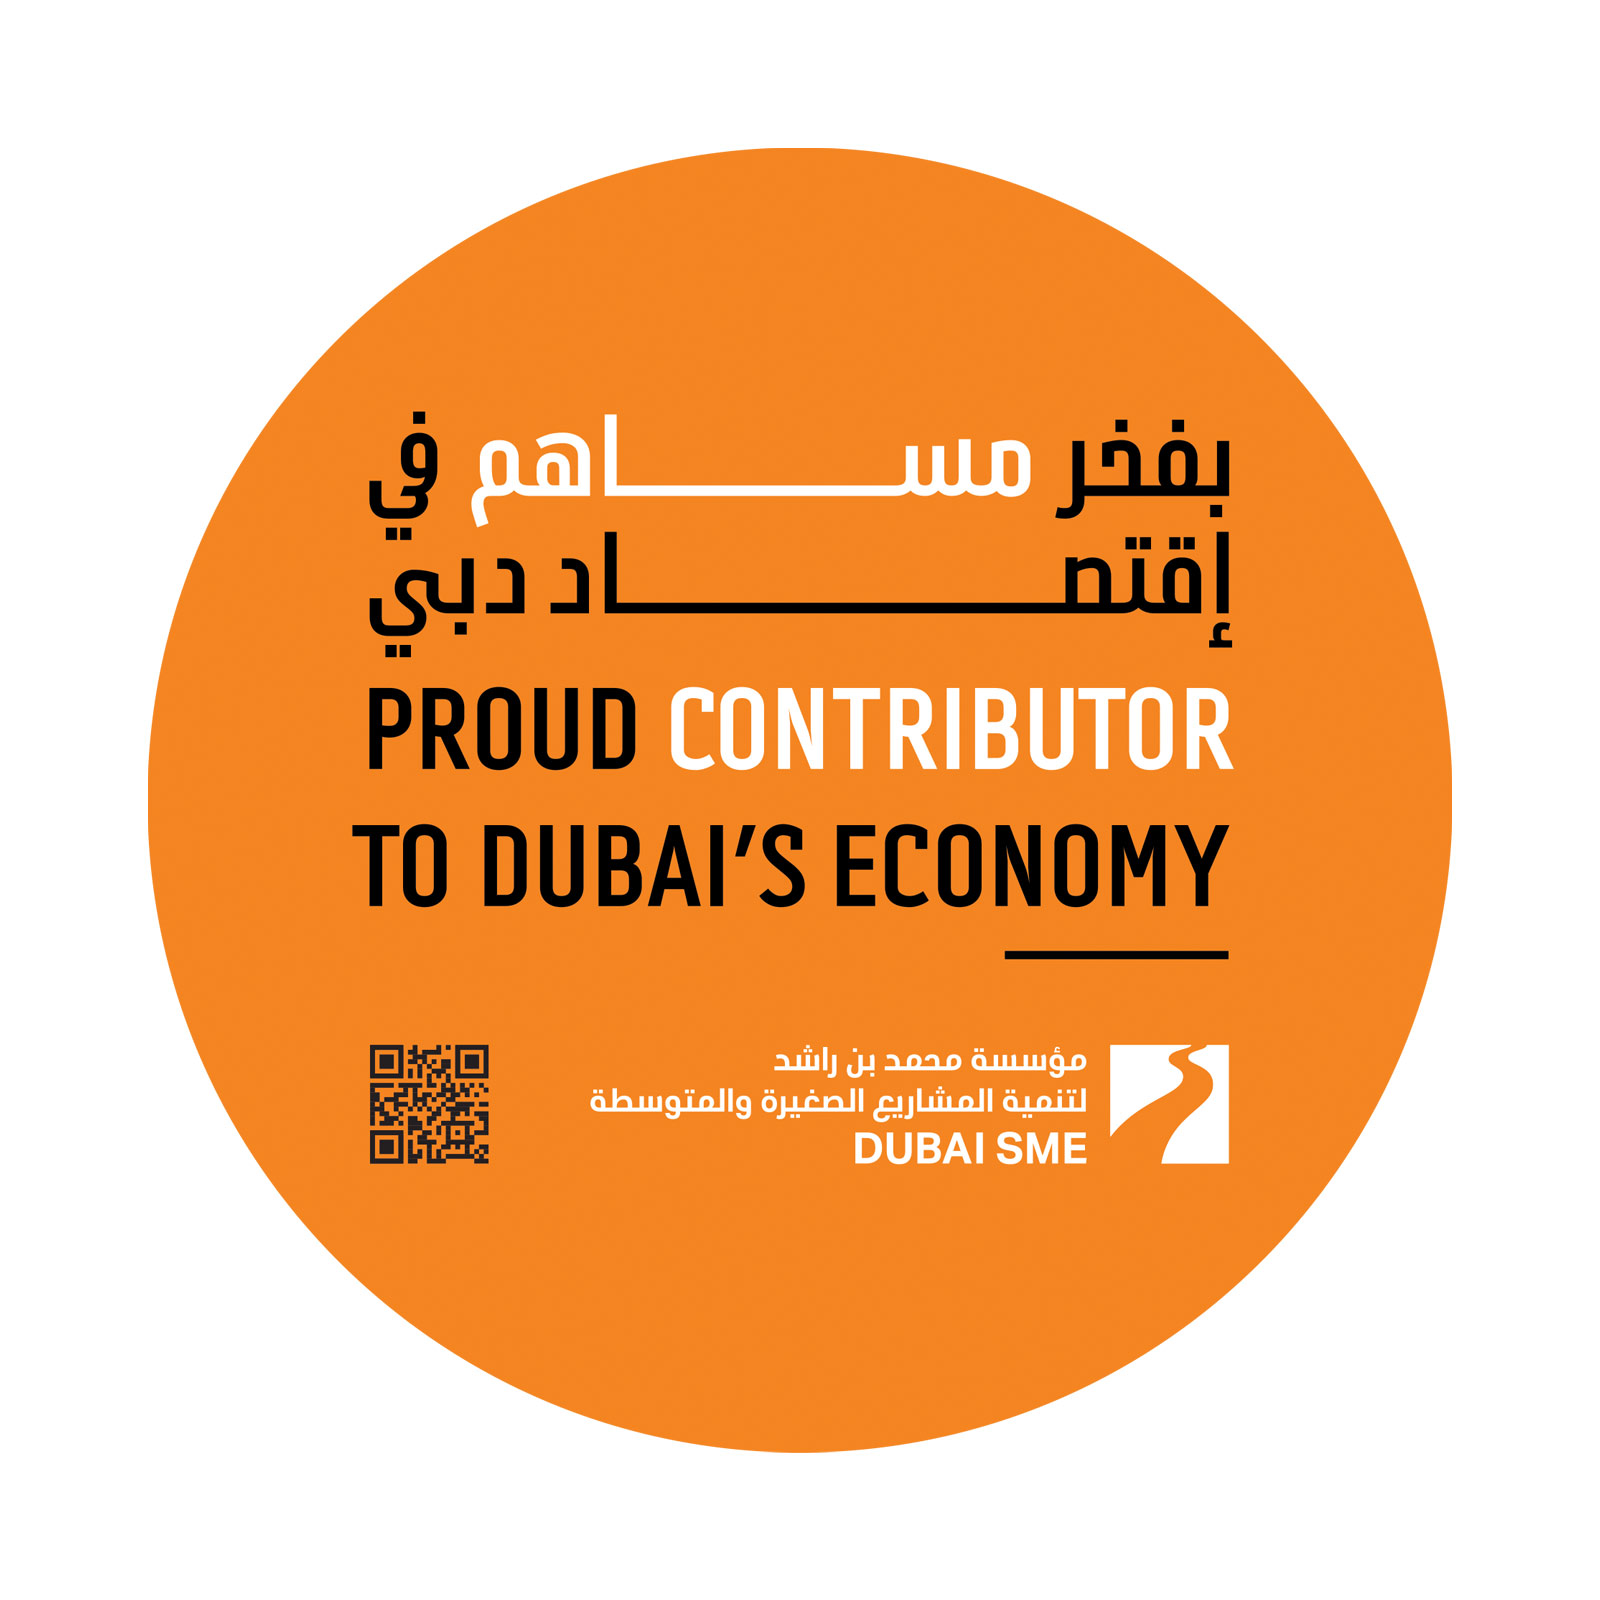 بفخر مساهم في
إقتصاد دبي
PROUD CONTRIBUTOR
TO DUBAI’S ECONOMY
مؤسسة محمد بن راشد
لتنمية المشاريع الصغيرة والمتوسطة
DUBAI SME